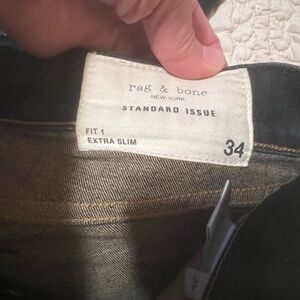 rag & bone
NEW YORK
STANDARD ISSUE
FIT 1
EXTRA SLIM
34